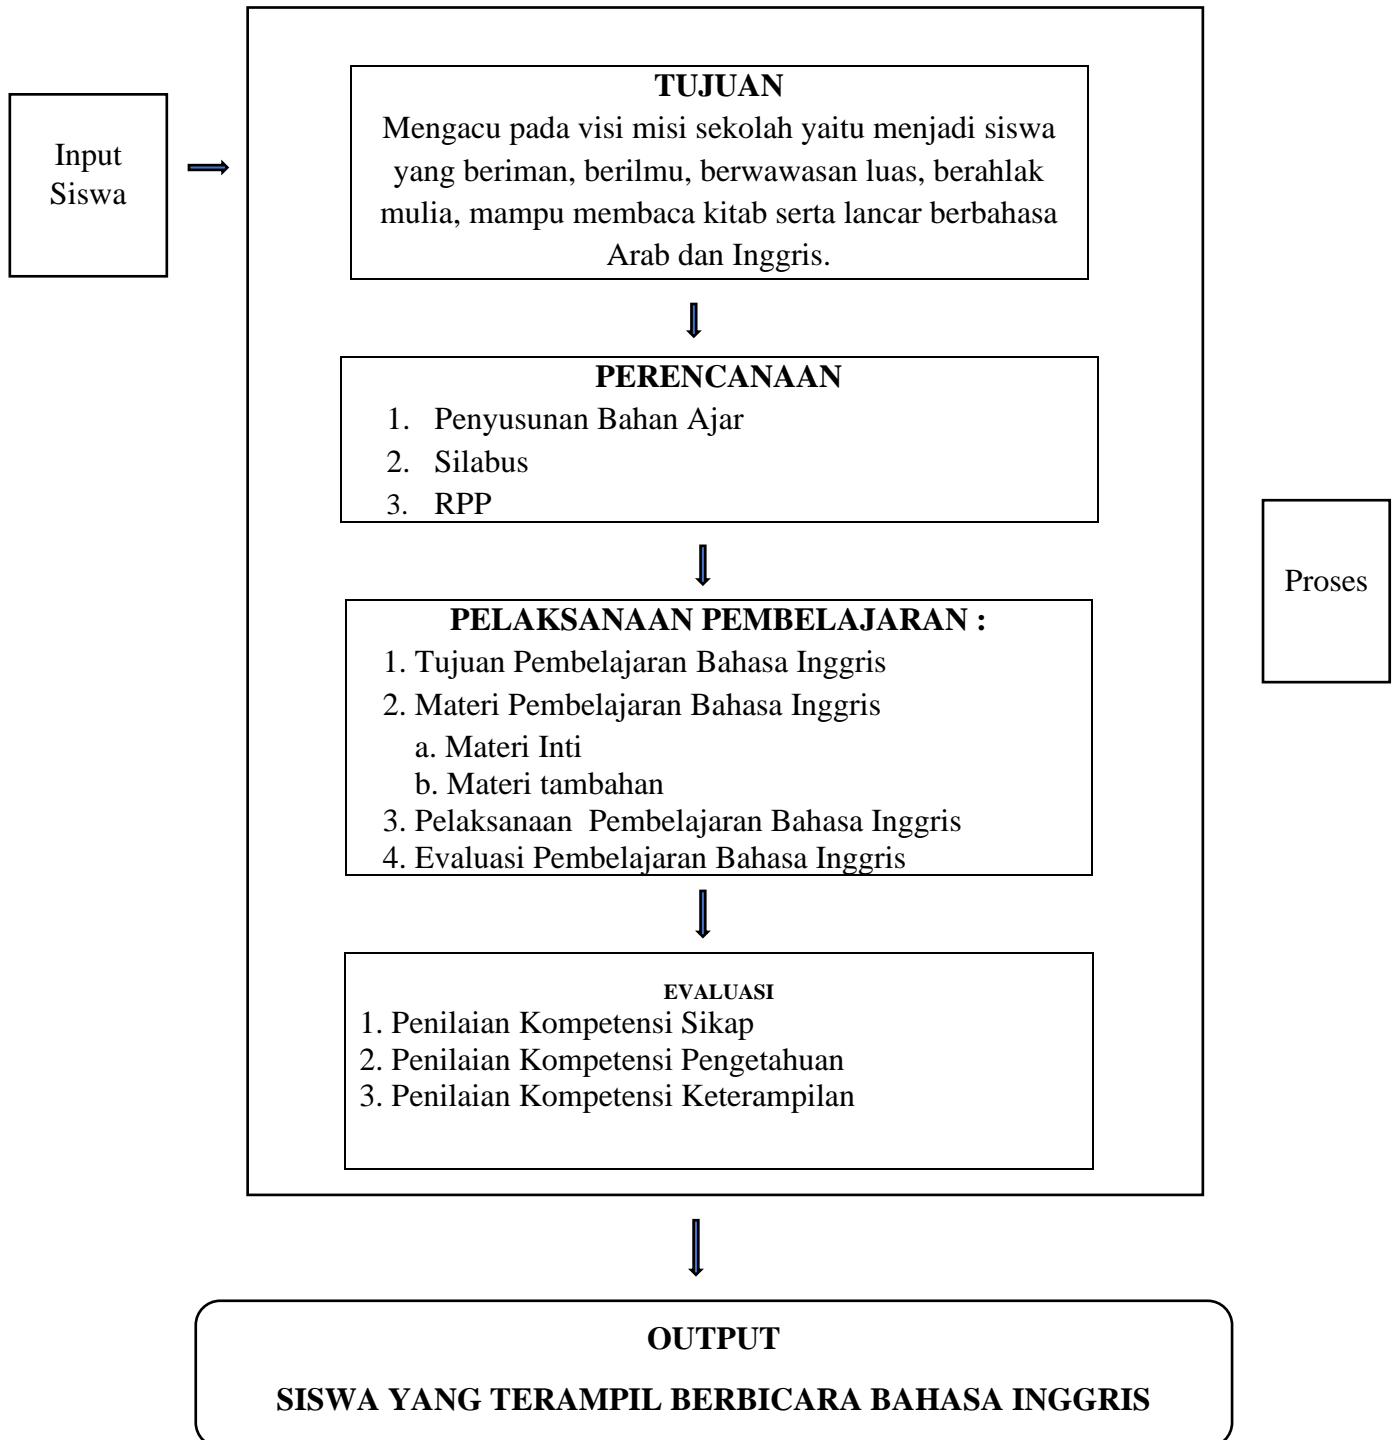 Input
Siswa
TUJUAN
Mengacu pada visi misi sekolah yaitu menjadi siswa
yang beriman, berilmu, berwawasan luas, berahlak
mulia, mampu membaca kitab serta lancar berbahasa
Arab dan Inggris.
PERENCANAAN
1. Penyusunan Bahan Ajar
2. Silabus
3. RPP
Proses
PELAKSANAAN PEMBELAJARAN :
1. Tujuan Pembelajaran Bahasa Inggris
2. Materi Pembelajaran Bahasa Inggris
a. Materi Inti
b. Materi tambahan
3. Pelaksanaan Pembelajaran Bahasa Inggris
4. Evaluasi Pembelajaran Bahasa Inggris
EVALUASI
1. Penilaian Kompetensi Sikap
2. Penilaian Kompetensi Pengetahuan
3. Penilaian Kompetensi Keterampilan
OUTPUT
SISWA YANG TERAMPIL BERBICARA BAHASA INGGRIS